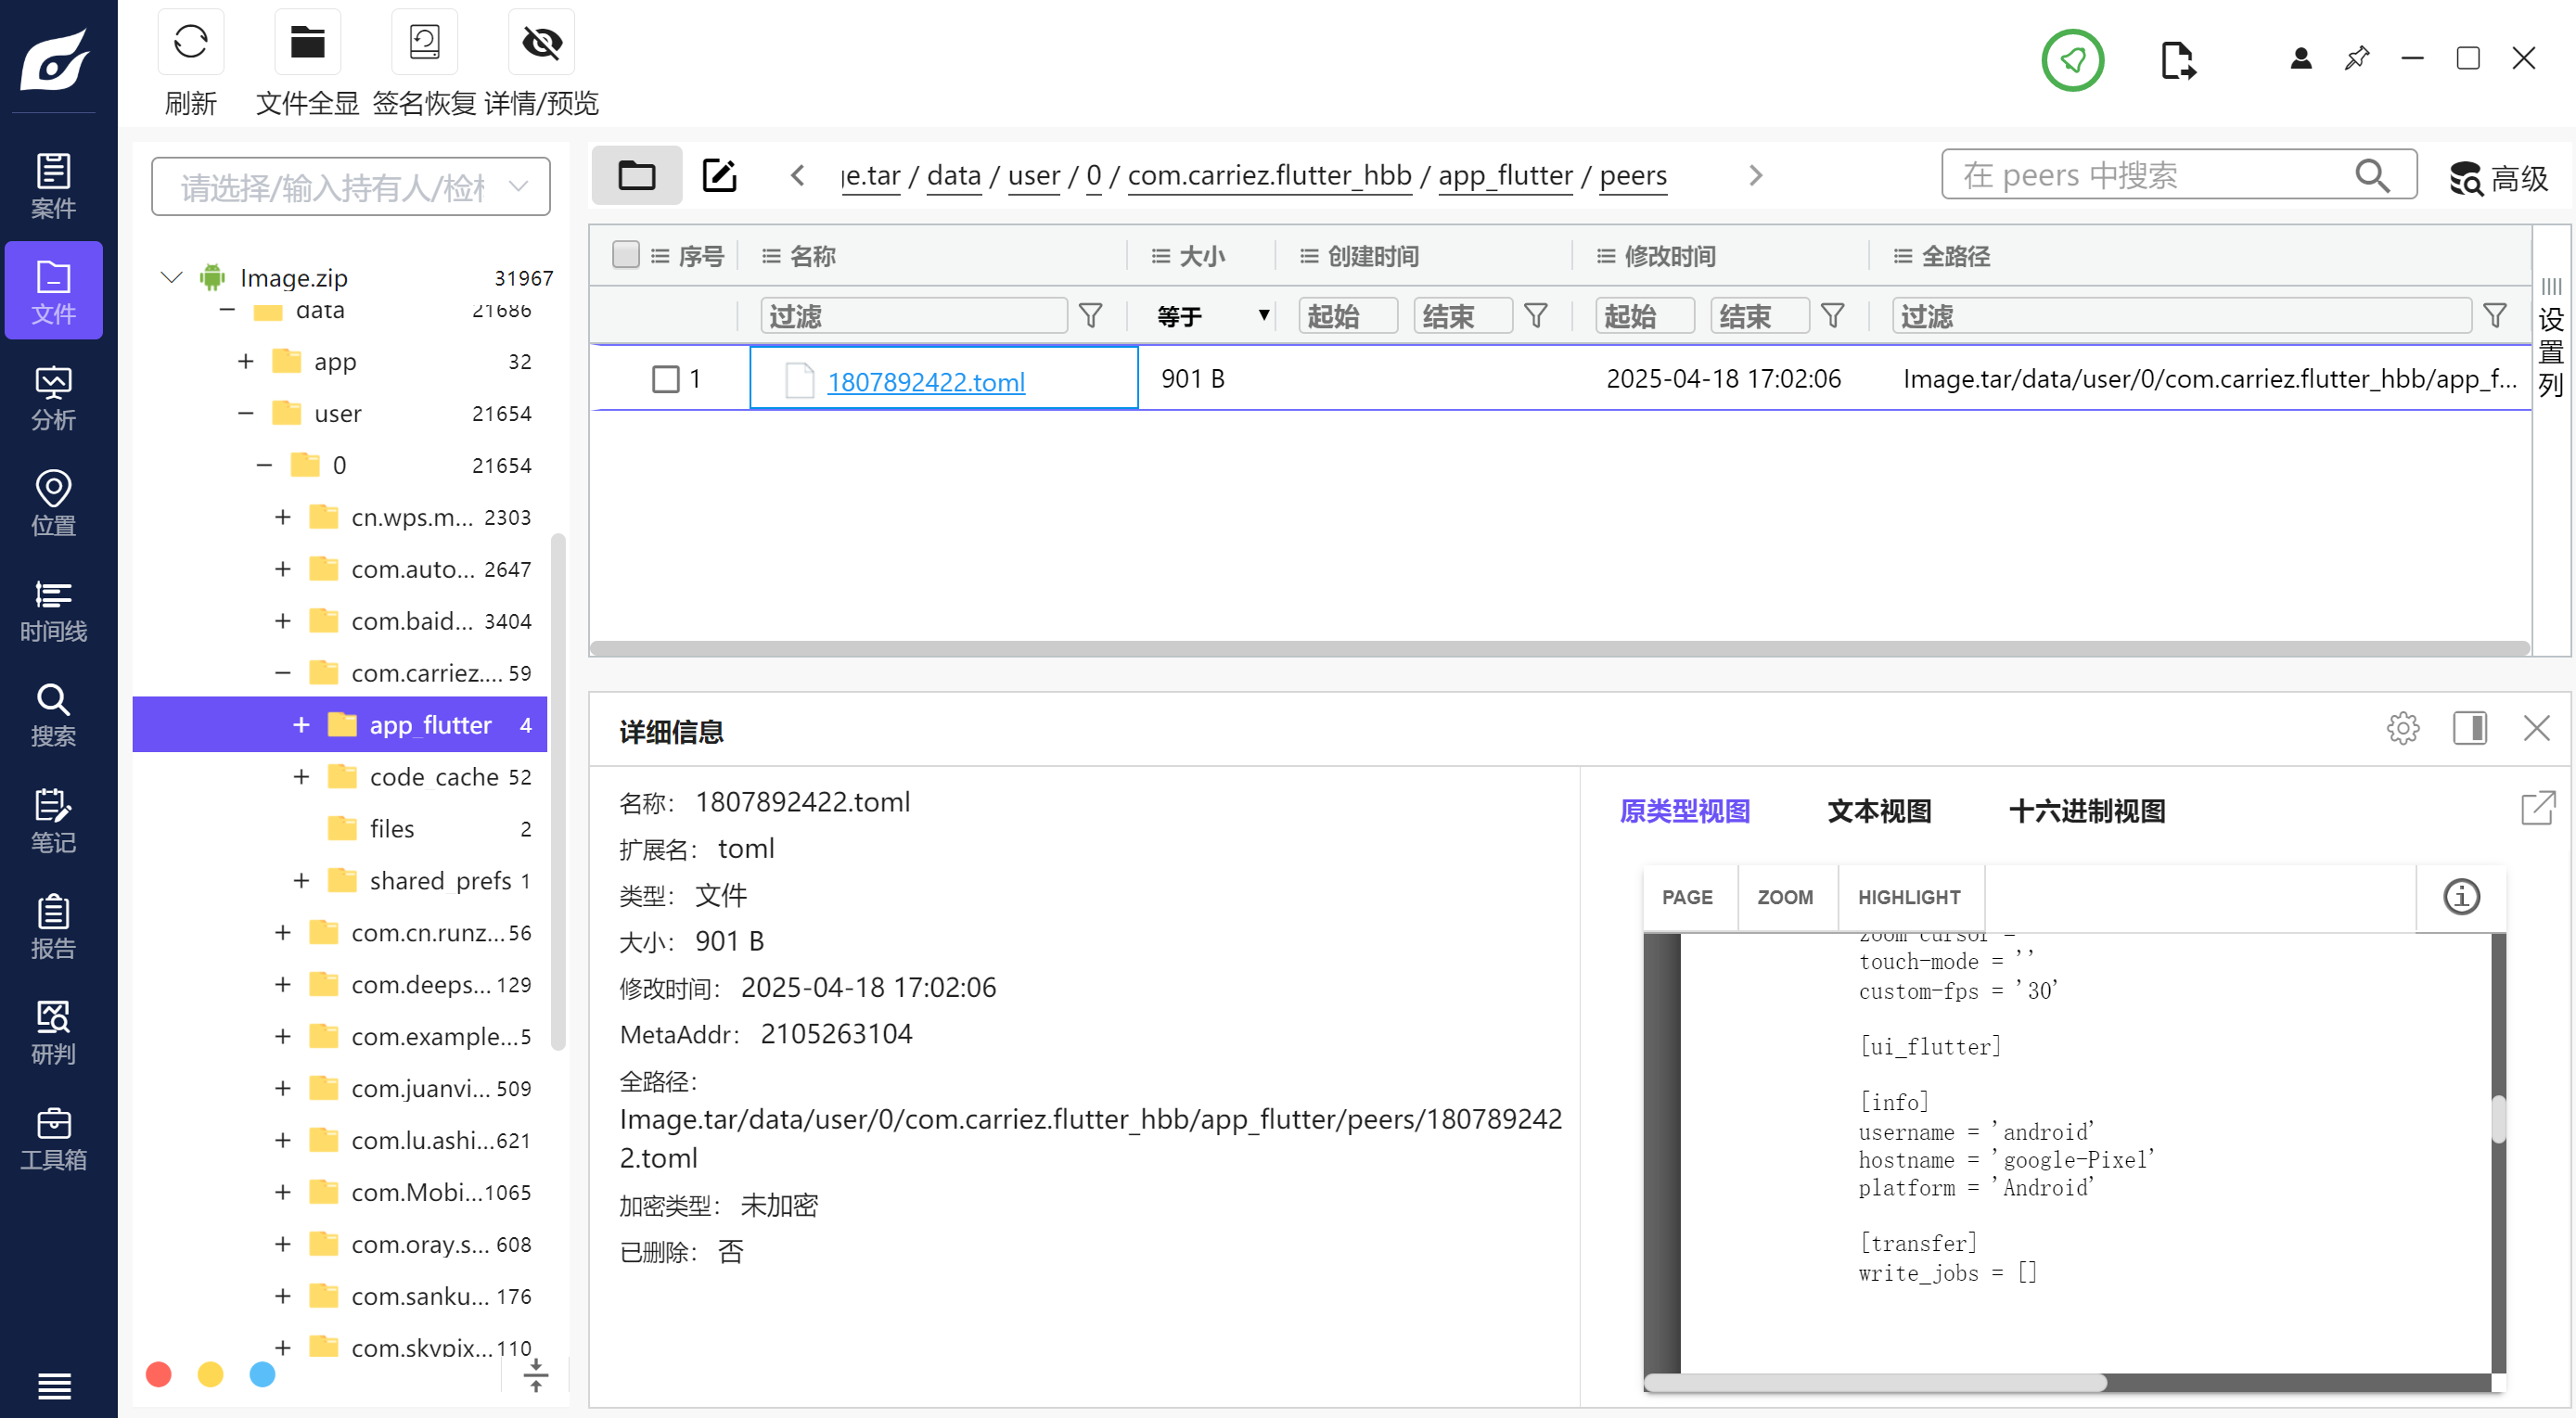 刷新
文件全显
签名恢复
详情/预览
案件
文件
分析
位置
时间线
搜索
笔记
报告
研判
工具箱
请选择/输入持有人/检材
Image.zip 31967
data 21686
app 32
user 21654
0 21654
cn.wps.m... 2303
com.auto... 2647
com.baid... 3404
com.carriez.... 59
app_flutter 4
code_cache 52
files 2
shared_prefs 1
com.cn.runz... 56
com.deeps... 129
com.example... 5
com.juanvi... 509
com.lu.ashi... 621
com.Mobi... 1065
com.oray.s... 608
com.sanku... 176
com.skypix... 110
ge.tar / data / user / 0 / com.carriez.flutter_hbb / app_flutter / peers
在 peers 中搜索
高级
序号 名称 大小 创建时间 修改时间 全路径
过滤 等于 起始 结束 起始 结束 过滤
1 1807892422.toml 901 B 2025-04-18 17:02:06 Image.tar/data/user/0/com.carriez.flutter_hbb/app_f...
设置列
详细信息
名称: 1807892422.toml
扩展名: toml
类型: 文件
大小: 901 B
修改时间: 2025-04-18 17:02:06
MetaAddr: 2105263104
全路径:
Image.tar/data/user/0/com.carriez.flutter_hbb/app_flutter/peers/180789242
2.toml
加密类型: 未加密
已删除: 否
原类型视图 文本视图 十六进制视图
PAGE ZOOM HIGHLIGHT
touch-mode = ''
custom-fps = '30'
[ui_flutter]
[info]
username = 'android'
hostname = 'google-Pixel'
platform = 'Android'
[transfer]
write_jobs = []